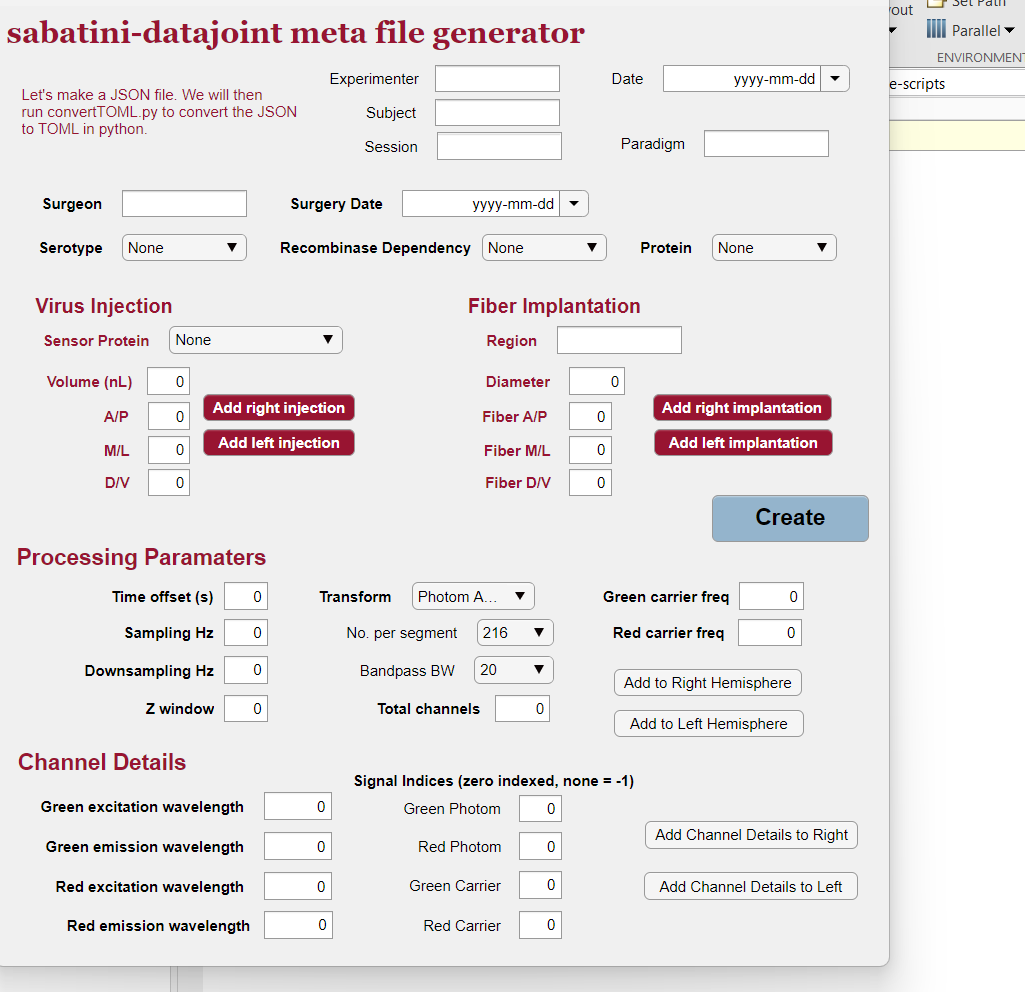 sabatini-datajoint meta file generator
Let's make a JSON file. We will then
run convertTOML.py to convert the JSON
to TOML in python.
Experimenter
Date yyyy-mm-dd
Subject
Session
Paradigm
Surgeon
Surgery Date yyyy-mm-dd
Serotype None
Recombinase Dependency None
Protein None
Virus Injection
Sensor Protein None
Volume (nL) 0
A/P 0
M/L 0
D/V 0
Add right injection
Add left injection
Fiber Implantation
Region
Diameter 0
Fiber A/P 0
Fiber M/L 0
Fiber D/V 0
Add right implantation
Add left implantation
Create
Processing Paramaters
Time offset (s) 0
Sampling Hz 0
Downsampling Hz 0
Z window 0
Transform Photom A...
No. per segment 216
Bandpass BW 20
Total channels 0
Green carrier freq 0
Red carrier freq 0
Add to Right Hemisphere
Add to Left Hemisphere
Channel Details
Green excitation wavelength 0
Green emission wavelength 0
Red excitation wavelength 0
Red emission wavelength 0
Signal Indices (zero indexed, none = -1)
Green Photom 0
Red Photom 0
Green Carrier 0
Red Carrier 0
Add Channel Details to Right
Add Channel Details to Left
Set Path
out
Parallel
ENVIRONMENT
e-scripts